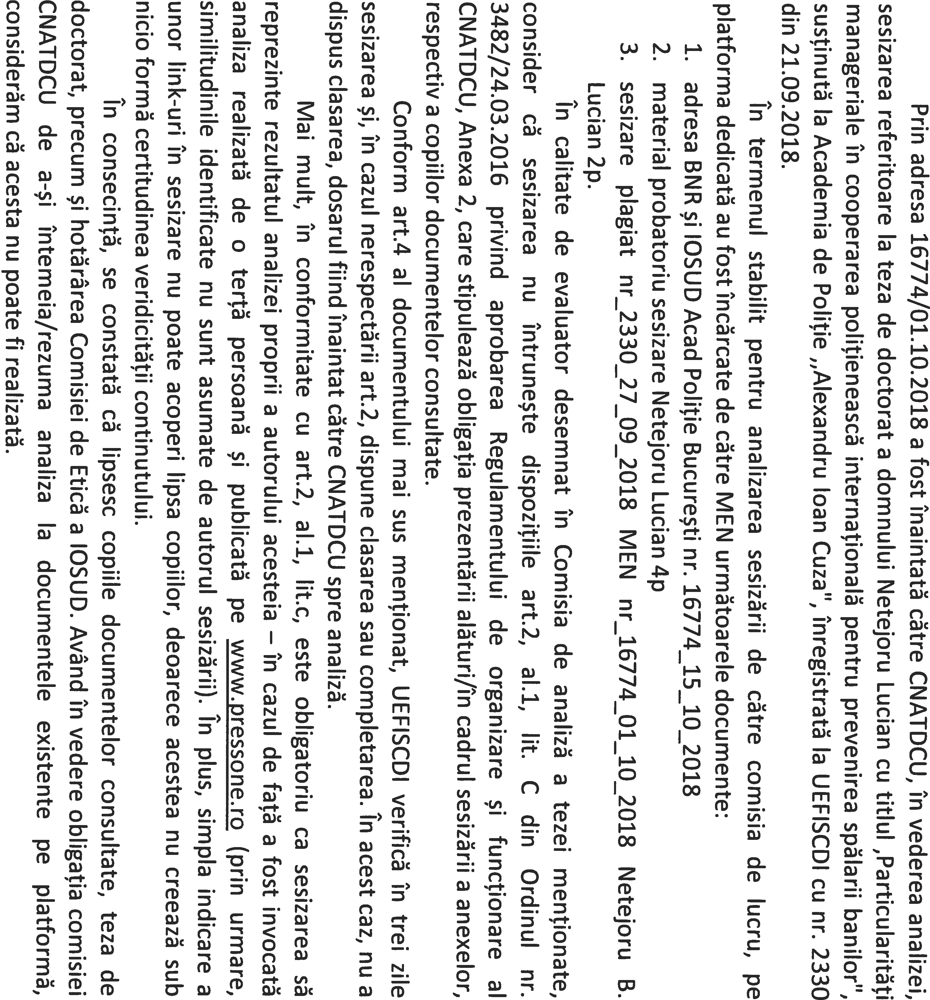 Prin adresa 16774/01.10.2018 a fost înaintată către CNATDCU, în vederea analizei,
sesizarea referitoare la teza de doctorat a domnului Netejoru Lucian cu titlul ,Particularități
manageriale în cooperarea polițienească internațională pentru prevenirea spălarii banilor",
susținută la Academia de Poliție ,,Alexandru Ioan Cuza", înregistrată la UEFISCDI cu nr. 2330
din 21.09.2018.
În termenul stabilit pentru analizarea sesizării de către comisia de lucru, pe
platforma dedicată au fost încărcate de către MEN următoarele documente:
1. adresa BNR și IOSUD Acad Poliție București nr. 16774_15_10_2018
2. material probatoriu sesizare Netejoru Lucian 4p
3. sesizare plagiat nr_2330_27_09_2018 MEN nr_16774_01_10_2018 Netejoru B.
Lucian 2p.
În calitate de evaluator desemnat în Comisia de analiză a tezei menționate,
consider că sesizarea nu întrunește dispozițiile art.2, al.1, lit. C din Ordinul nr.
3482/24.03.2016 privind aprobarea Regulamentului de organizare și funcționare al
CNATDCU, Anexa 2, care stipulează obligația prezentării alături/în cadrul sesizării a anexelor,
respectiv a copiilor documentelor consultate.
Conform art.4 al documentului mai sus menționat, UEFISCDI verifică în trei zile
sesizarea și, în cazul nerespectării art.2, dispune clasarea sau completarea. În acest caz, nu a
dispus clasarea, dosarul fiind înaintat către CNATDCU spre analiză.
Mai mult, în conformitate cu art.2, al.1, lit.c, este obligatoriu ca sesizarea să
reprezinte rezultatul analizei proprii a autorului acesteia – în cazul de față a fost invocată
analiza realizată de o terță persoană și publicată pe www.pressone.ro (prin urmare,
similitudinile identificate nu sunt asumate de autorul sesizării). În plus, simpla indicare a
unor link-uri în sesizare nu poate acoperi lipsa copiilor, deoarece acestea nu creează sub
nicio formă certitudinea veridicității continutului.
În consecință, se constată că lipsesc copiile documentelor consultate, teza de
doctorat, precum și hotărârea Comisiei de Etică a IOSUD. Având în vedere obligația comisiei
CNATDCU de a-și întemeia/rezuma analiza la documentele existente pe platformă,
considerăm că acesta nu poate fi realizată.